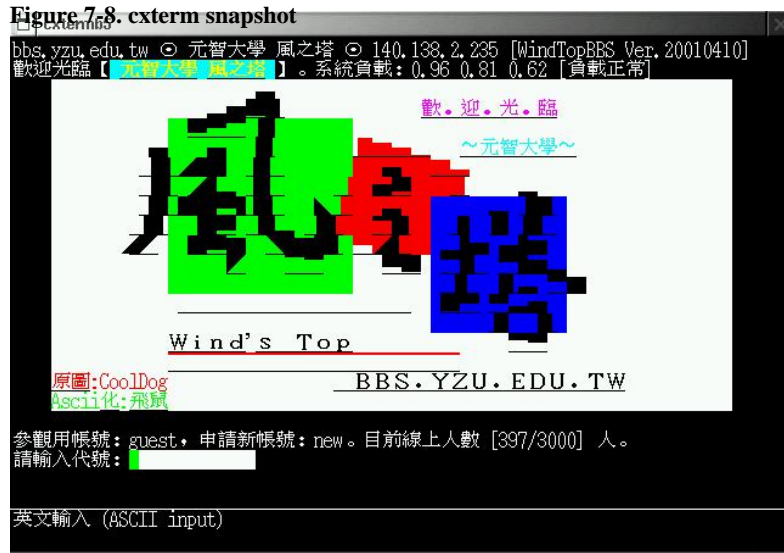 Figure 7-8. cxterm snapshot
bbs.yzu.edu.tw ⊙ 元智大學 風之塔 ⊙ 140.138.2.235 [WindTopBBS Ver.20010410]
歡迎光臨【 元智大學 風之塔 】。系統負載：0.96 0.81 0.62 [負載正常]
歡．迎．光．臨
～元智大學～
風之塔
Wind's Top
原圖:CoolDog
BBS．YZU．EDU．TW
Ascii化:飛鼠
參觀用帳號：guest，申請新帳號：new。目前線上人數 [397/3000] 人。
請輸入代號：
英文輸入 (ASCII input)